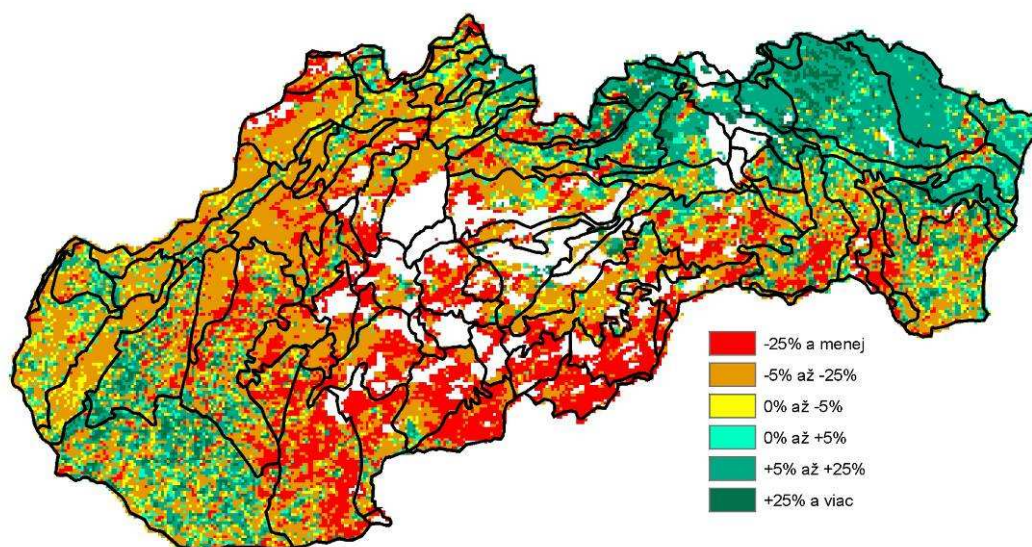 -25% a menej
-5% až -25%
0% až -5%
0% až +5%
+5% až +25%
+25% a viac